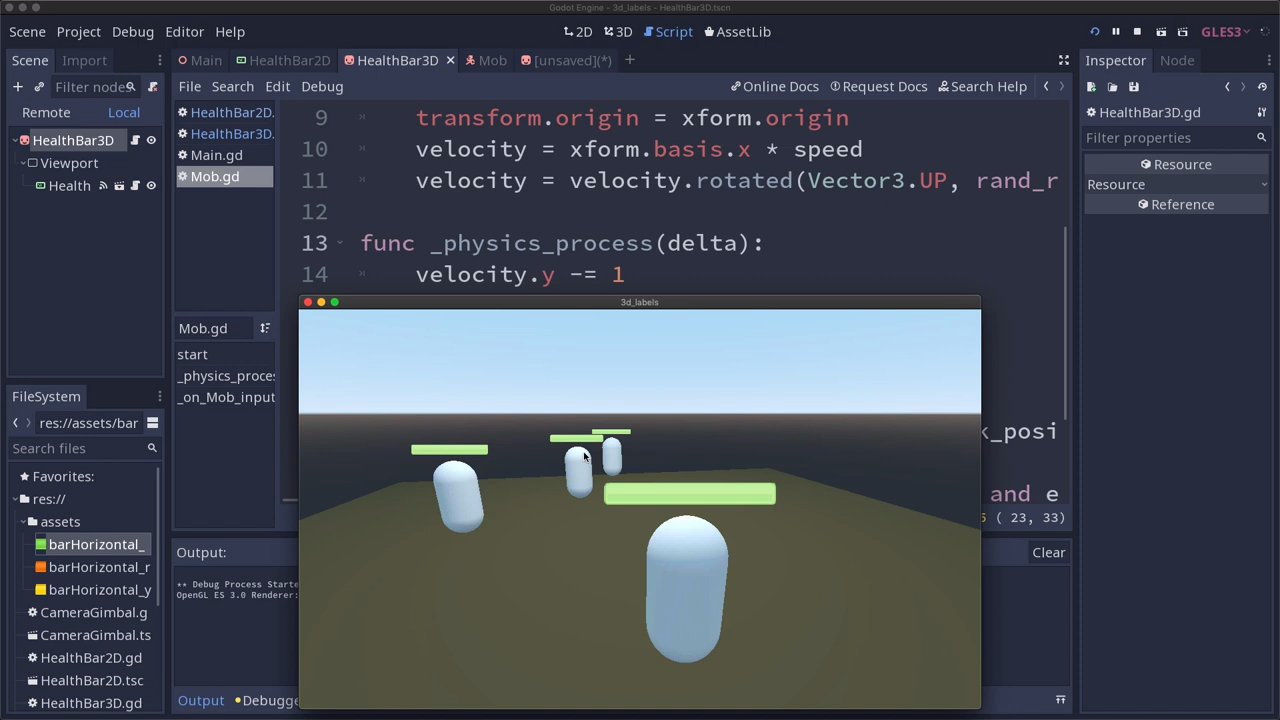 Godot Engine - 3d_labels - HealthBar3D.tscn
Scene Project Debug Editor Help
2D 3D Script AssetLib
GLES3
Scene Import
Main HealthBar2D HealthBar3D Mob [unsaved](*)
Inspector Node
Filter nodes
File Search Edit Debug
Online Docs Request Docs Search Help
Remote Local
HealthBar3D
Viewport
Health
HealthBar2D.
HealthBar3D.
Main.gd
Mob.gd
HealthBar3D.gd
Filter properties
Resource
Resource
Reference
9 transform.origin = xform.origin
10 velocity = xform.basis.x * speed
11 velocity = velocity.rotated(Vector3.UP, rand_r
12
13 func _physics_process(delta):
14 velocity.y -= 1
3d_labels
Mob.gd
start
_physics_proce
_on_Mob_input
k_posi
and e
( 23, 33)
FileSystem
res://assets/bar
Search files
Favorites:
res://
assets
barHorizontal_
barHorizontal_r
barHorizontal_y
CameraGimbal.g
CameraGimbal.ts
HealthBar2D.gd
HealthBar2D.tsc
HealthBar3D.gd
Output: Clear
** Debug Process Starte
OpenGL ES 3.0 Renderer:
Output Debugge